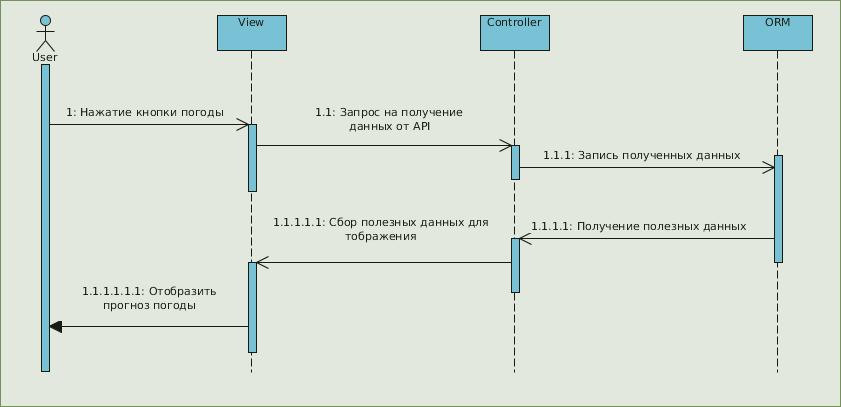 View
Controller
ORM
User
1: Нажатие кнопки погоды
1.1: Запрос на получение
данных от API
1.1.1: Запись полученных данных
1.1.1.1.1: Сбор полезных данных для
тображения
1.1.1.1: Получение полезных данных
1.1.1.1.1.1: Отобразить
прогноз погоды